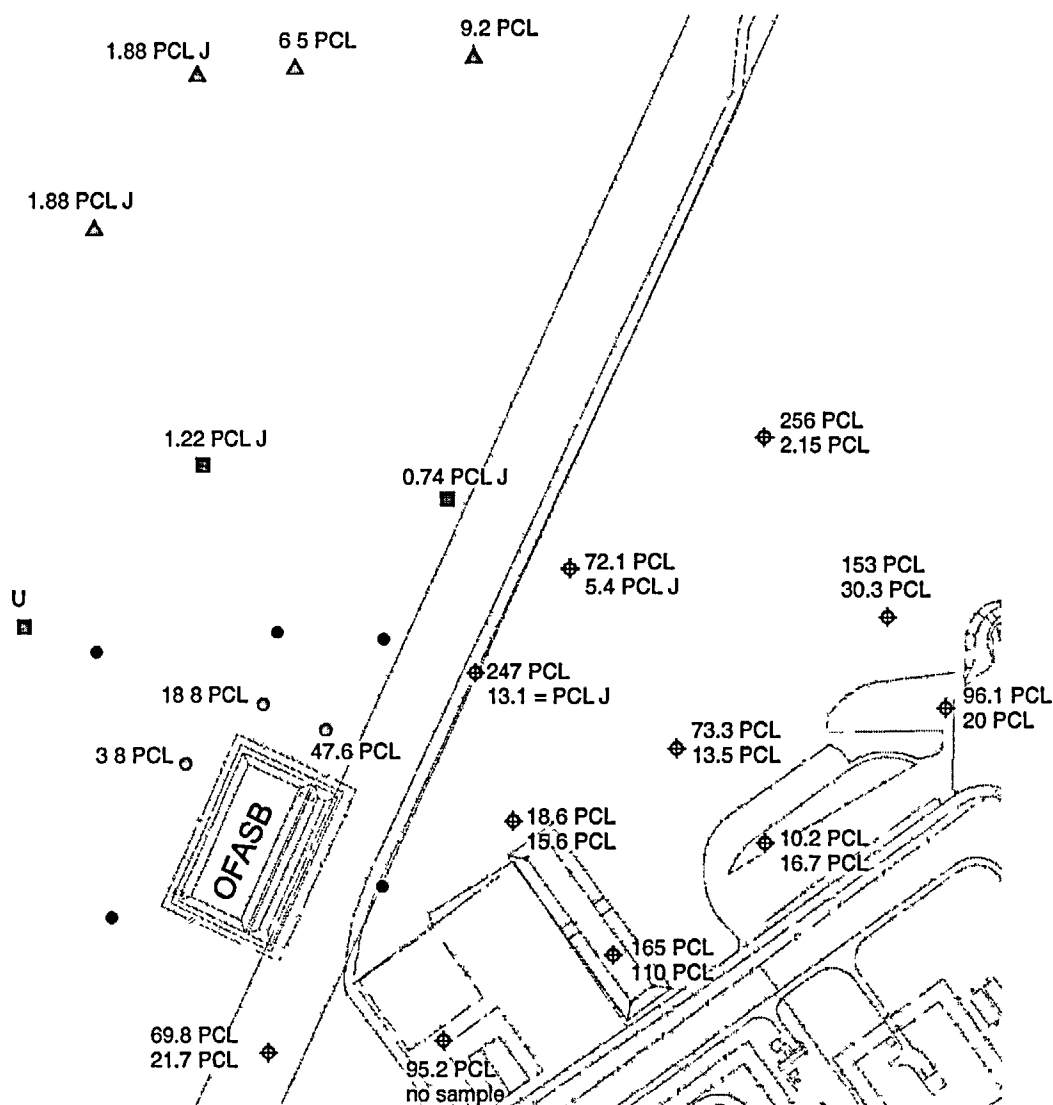 1.88 PCL J
6 5 PCL
9.2 PCL
1.88 PCL J
256 PCL
2.15 PCL
1.22 PCL J
0.74 PCL J
72.1 PCL
5.4 PCL J
153 PCL
30.3 PCL
U
247 PCL
13.1 = PCL J
18 8 PCL
96.1 PCL
20 PCL
73.3 PCL
13.5 PCL
47.6 PCL
3 8 PCL
OFASB
18.6 PCL
15.6 PCL
10.2 PCL
16.7 PCL
165 PCL
110 PCL
69.8 PCL
21.7 PCL
95.2 PCL
no sample